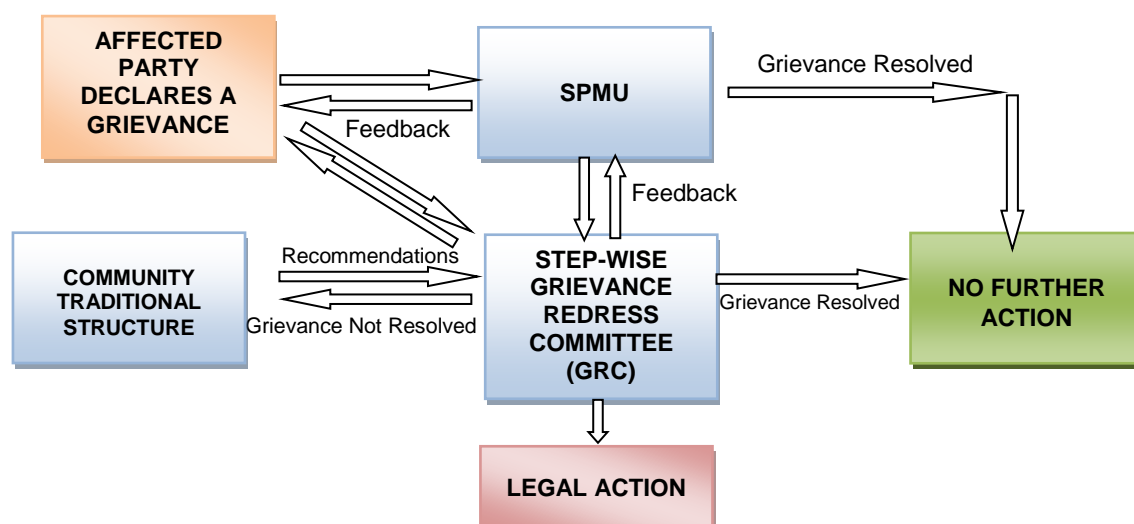 AFFECTED
PARTY
DECLARES A
GRIEVANCE
SPMU
Grievance Resolved
Feedback
Feedback
COMMUNITY
TRADITIONAL
STRUCTURE
Recommendations
Grievance Not Resolved
STEP-WISE
GRIEVANCE
REDRESS
COMMITTEE
(GRC)
Grievance Resolved
NO FURTHER
ACTION
LEGAL ACTION